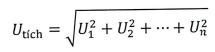 U_tích = √(U_1^2 + U_2^2 + ⋯ + U_n^2)